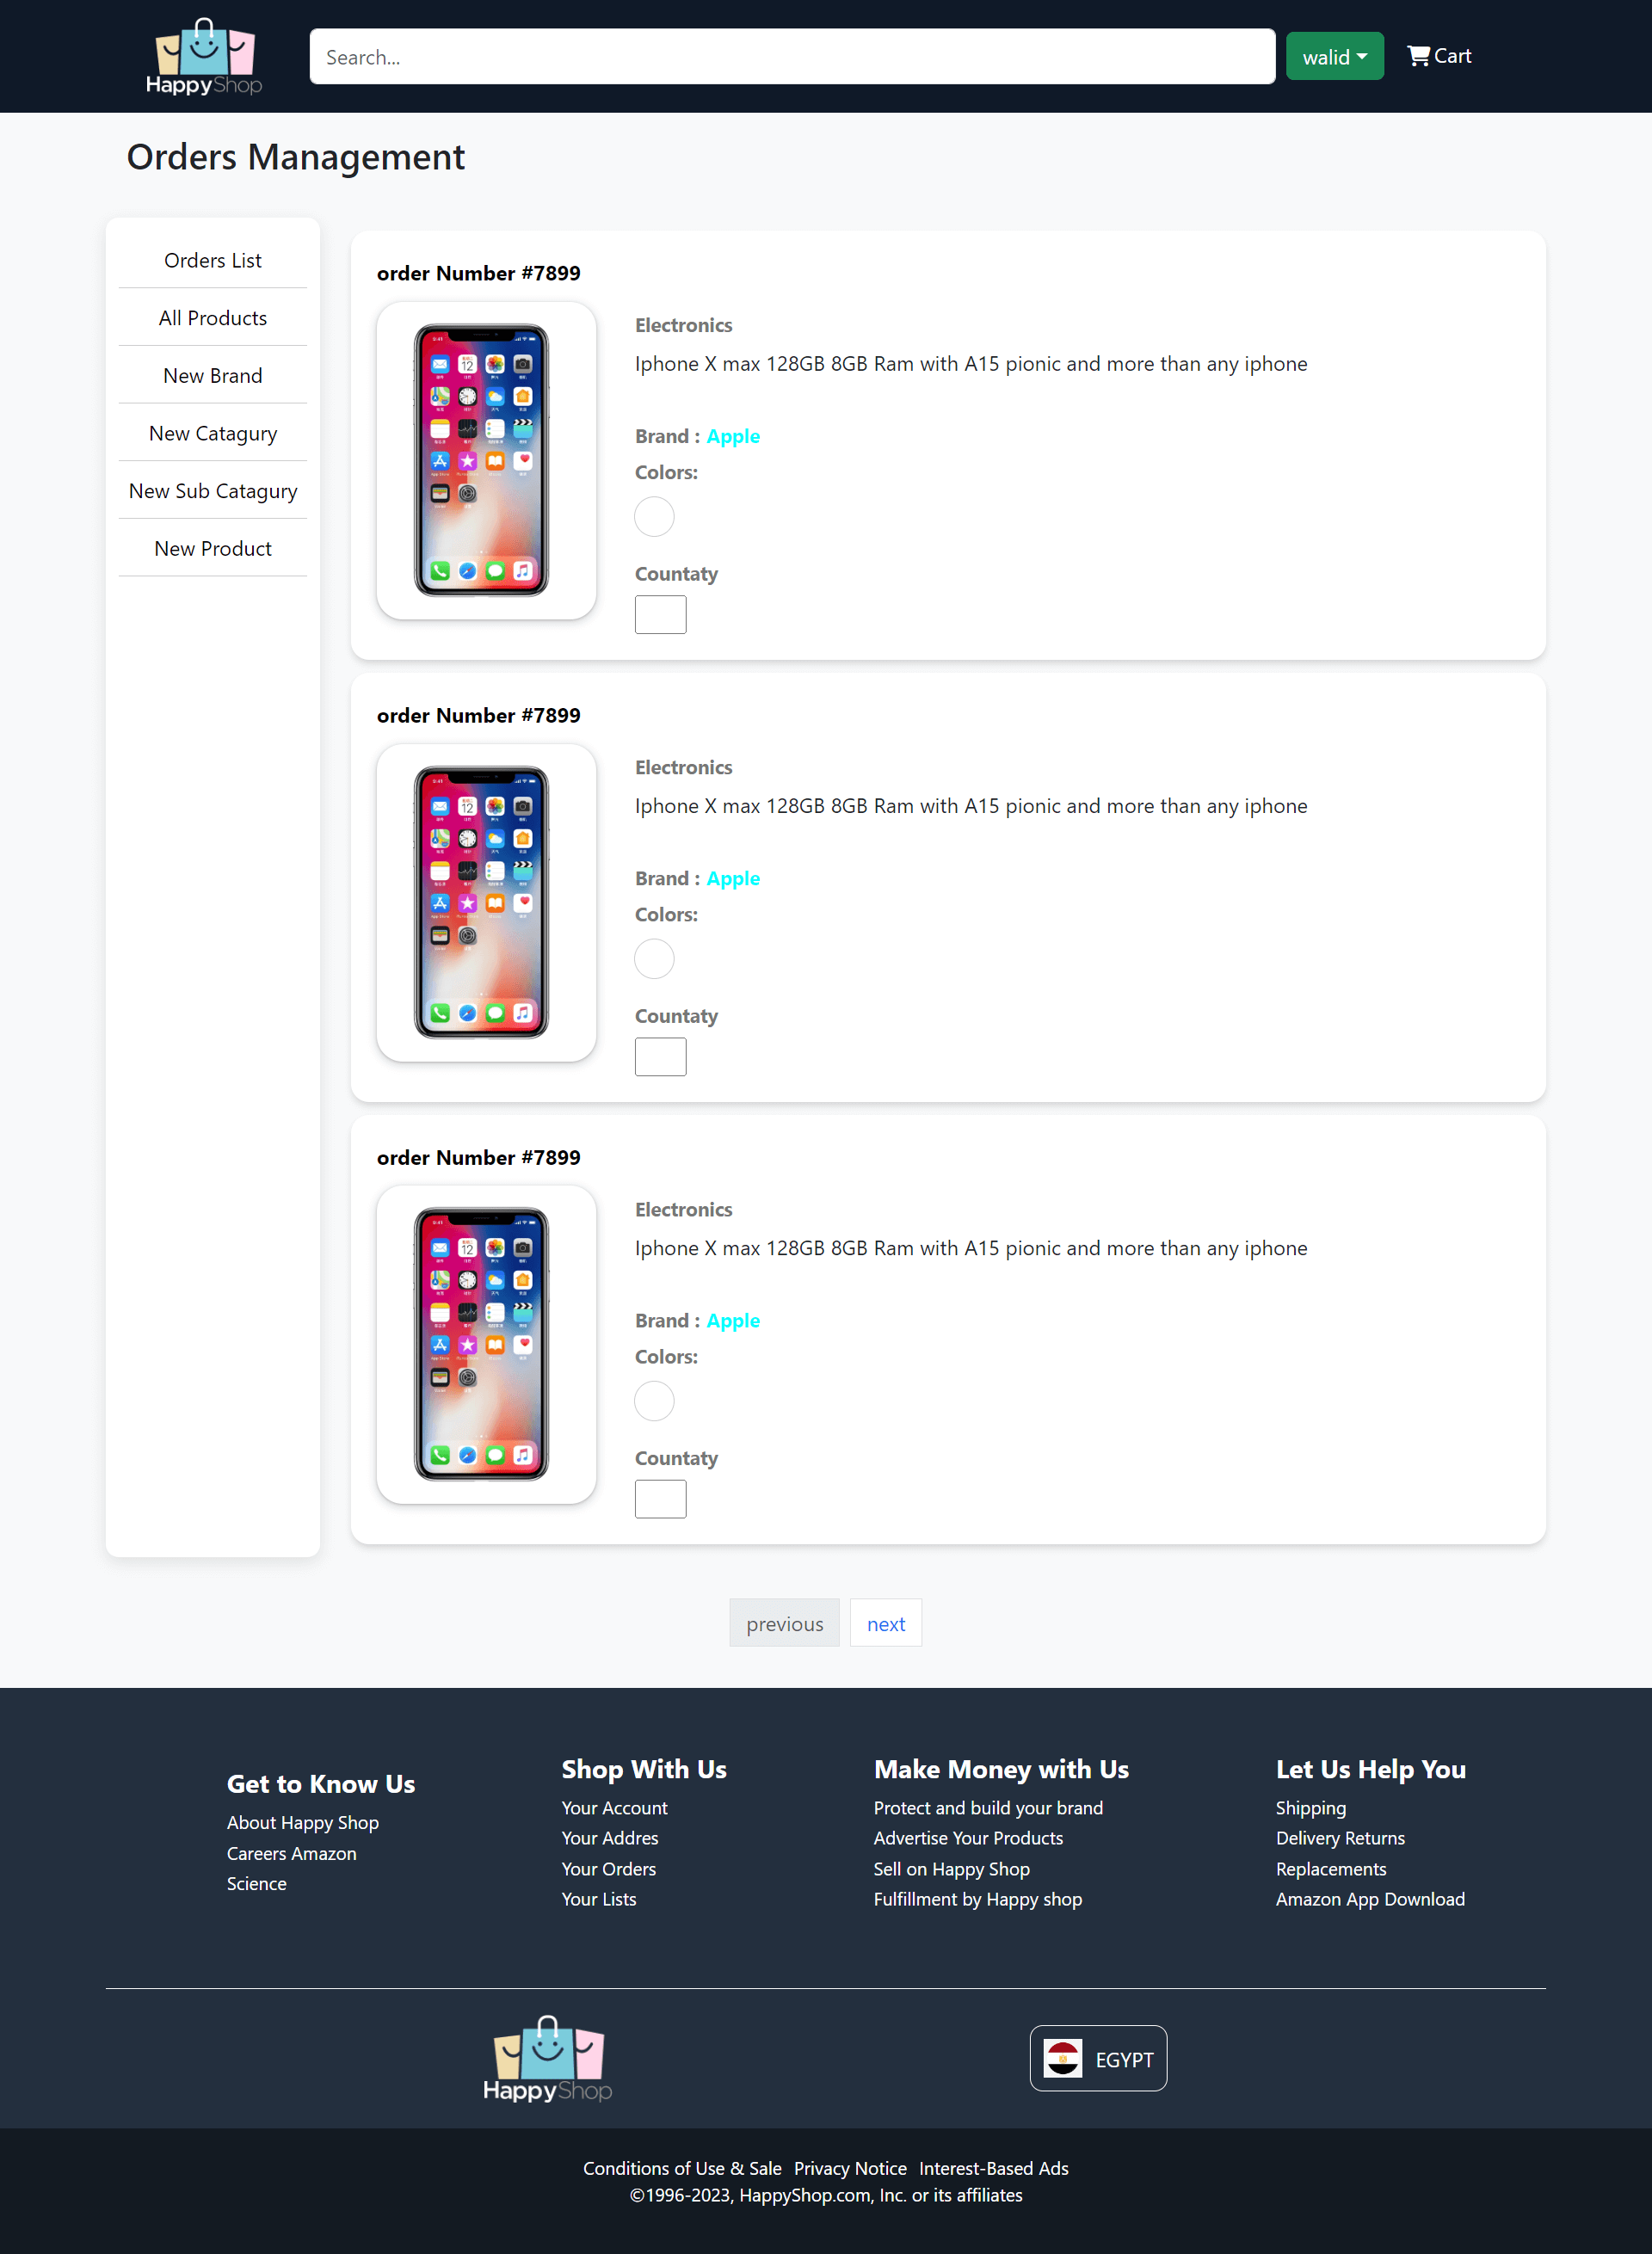 HappyShop
Search...
walid
Cart
Orders Management
Orders List
All Products
New Brand
New Catagury
New Sub Catagury
New Product
order Number #7899
Electronics
Iphone X max 128GB 8GB Ram with A15 pionic and more than any iphone
Brand : Apple
Colors:
Countaty
order Number #7899
Electronics
Iphone X max 128GB 8GB Ram with A15 pionic and more than any iphone
Brand : Apple
Colors:
Countaty
order Number #7899
Electronics
Iphone X max 128GB 8GB Ram with A15 pionic and more than any iphone
Brand : Apple
Colors:
Countaty
previous
next
Get to Know Us
About Happy Shop
Careers Amazon
Science
Shop With Us
Your Account
Your Addres
Your Orders
Your Lists
Make Money with Us
Protect and build your brand
Advertise Your Products
Sell on Happy Shop
Fulfillment by Happy shop
Let Us Help You
Shipping
Delivery Returns
Replacements
Amazon App Download
HappyShop
EGYPT
Conditions of Use & Sale Privacy Notice Interest-Based Ads
©1996-2023, HappyShop.com, Inc. or its affiliates